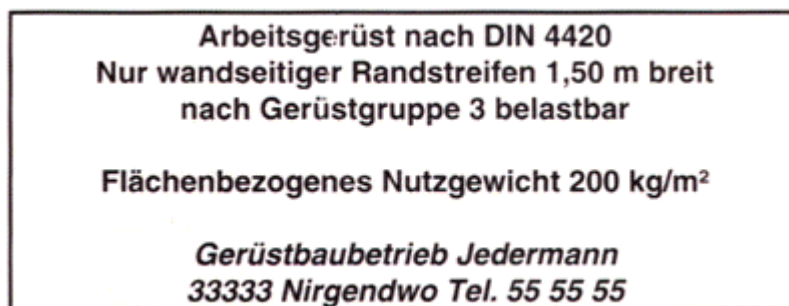 Arbeitsgerüst nach DIN 4420
Nur wandseitiger Randstreifen 1,50 m breit
nach Gerüstgruppe 3 belastbar
Flächenbezogenes Nutzgewicht 200 kg/m²
Gerüstbaubetrieb Jedermann
33333 Nirgendwo Tel. 55 55 55